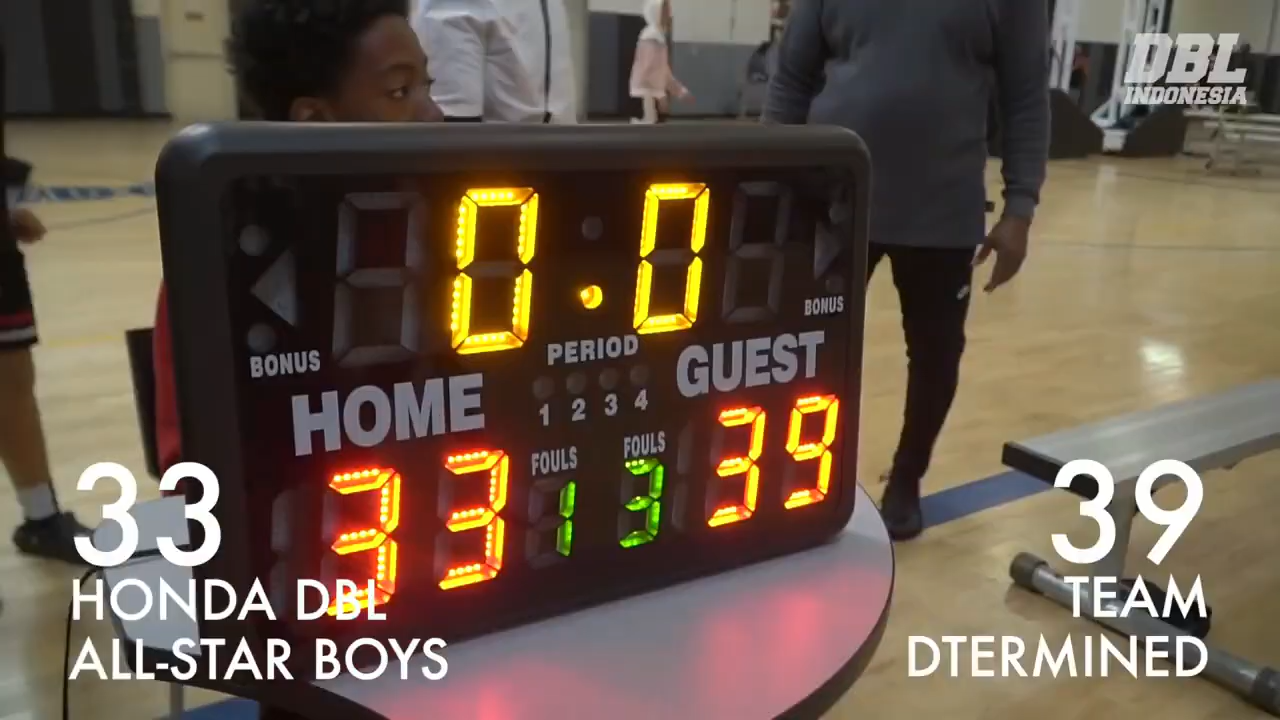 DBL
INDONESIA
0.0
BONUS
BONUS
PERIOD
HOME
GUEST
1 2 3 4
FOULS
FOULS
33
1
3
39
33
HONDA DBL
ALL-STAR BOYS
39
TEAM
DTERMINED